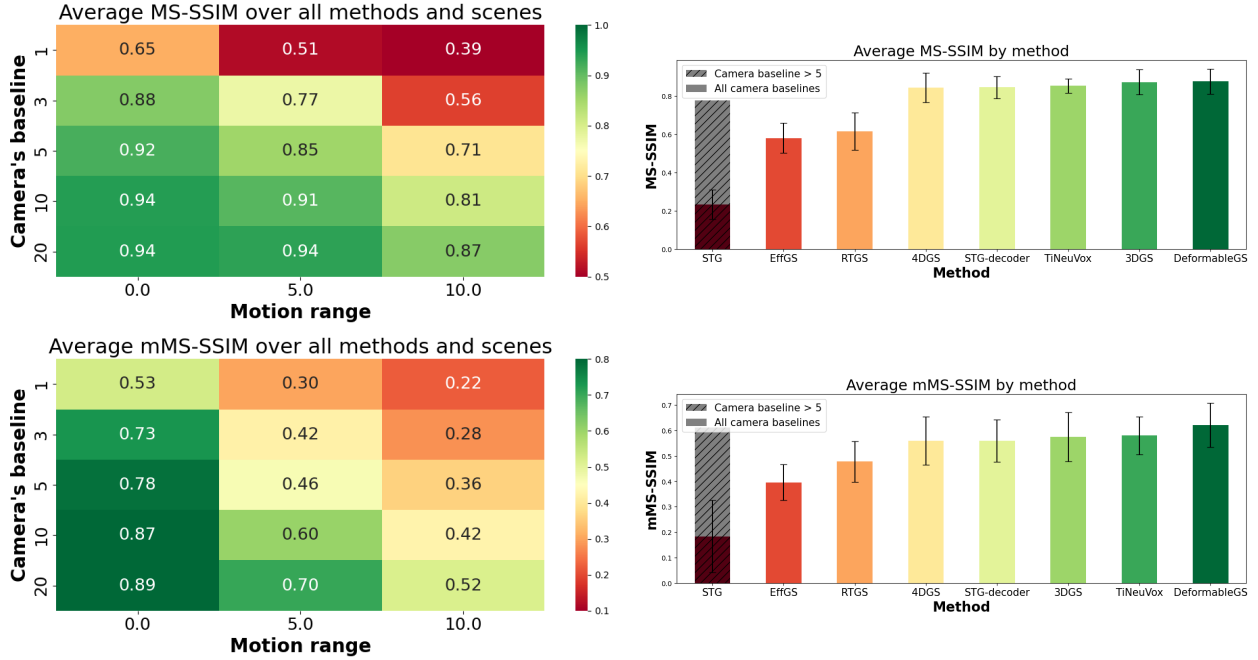 Average MS-SSIM over all methods and scenes
Camera's baseline
1
0.65 0.51 0.39
3
0.88 0.77 0.56
5
0.92 0.85 0.71
10
0.94 0.91 0.81
20
0.94 0.94 0.87
0.0 5.0 10.0
Motion range
1.0
0.9
0.8
0.7
0.6
0.5
Average MS-SSIM by method
Camera baseline > 5
All camera baselines
MS-SSIM
0.8
0.6
0.4
0.2
0.0
STG EffGS RTGS 4DGS STG-decoder TiNeuVox 3DGS DeformableGS
Method
Average mMS-SSIM over all methods and scenes
Camera's baseline
1
0.53 0.30 0.22
3
0.73 0.42 0.28
5
0.78 0.46 0.36
10
0.87 0.60 0.42
20
0.89 0.70 0.52
0.0 5.0 10.0
Motion range
0.8
0.7
0.6
0.5
0.4
0.3
0.2
0.1
Average mMS-SSIM by method
Camera baseline > 5
All camera baselines
mMS-SSIM
0.7
0.6
0.5
0.4
0.3
0.2
0.1
0.0
STG EffGS RTGS 4DGS STG-decoder 3DGS TiNeuVox DeformableGS
Method